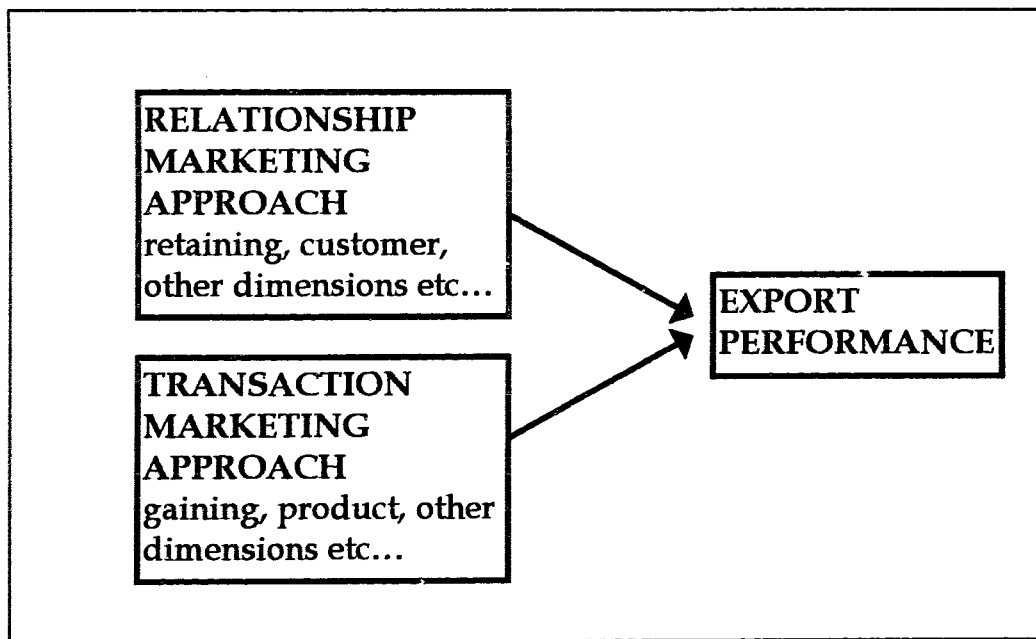 RELATIONSHIP
MARKETING
APPROACH
retaining, customer,
other dimensions etc...
TRANSACTION
MARKETING
APPROACH
gaining, product, other
dimensions etc...
EXPORT
PERFORMANCE